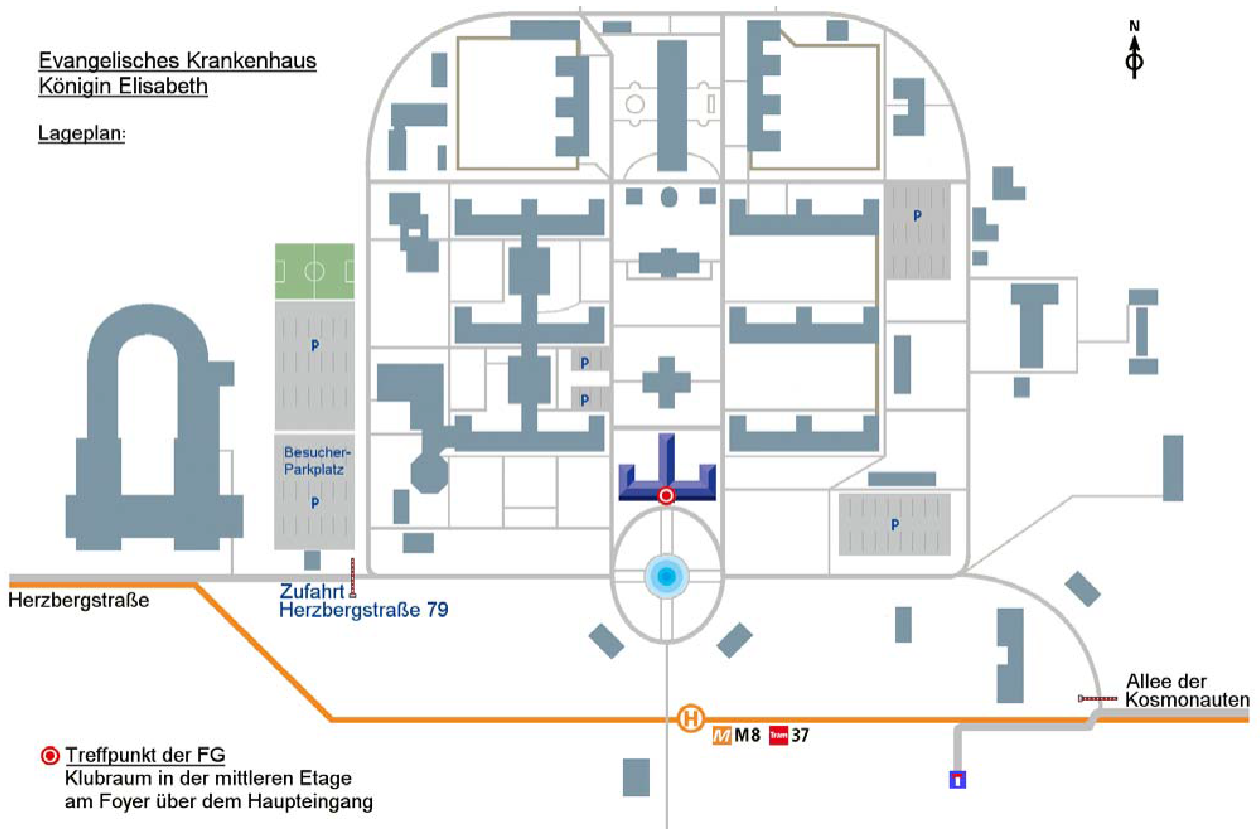 Evangelisches Krankenhaus
Königin Elisabeth
Lageplan:
N
P
P
P
P
Besucher-
Parkplatz
P
P
Zufahrt
Herzbergstraße 79
Herzbergstraße
Allee der
Kosmonauten
H
M M8 Tram 37
Treffpunkt der FG
Klubraum in der mittleren Etage
am Foyer über dem Haupteingang